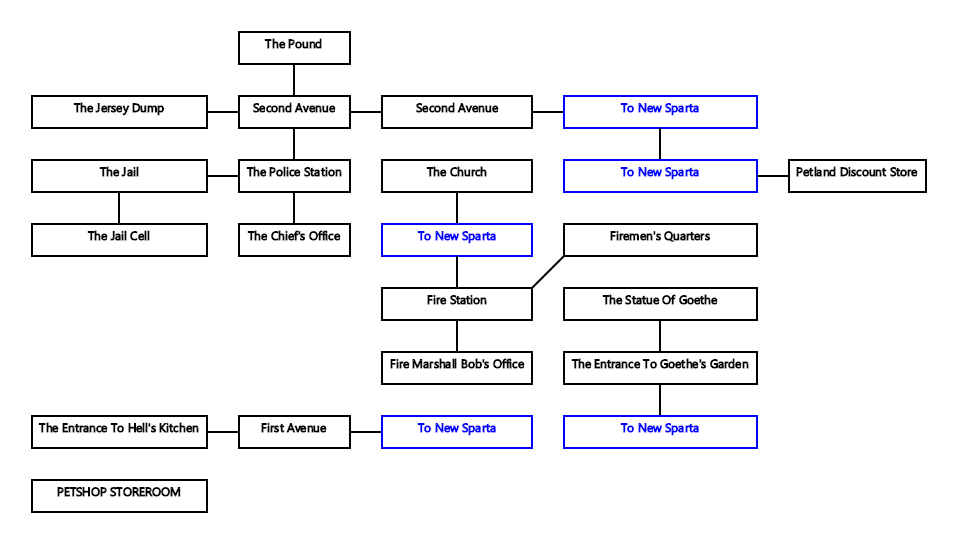 The Pound
The Jersey Dump
Second Avenue
Second Avenue
To New Sparta
The Jail
The Police Station
The Church
To New Sparta
Petland Discount Store
The Jail Cell
The Chief's Office
To New Sparta
Firemen's Quarters
Fire Station
The Statue Of Goethe
Fire Marshall Bob's Office
The Entrance To Goethe's Garden
The Entrance To Hell's Kitchen
First Avenue
To New Sparta
To New Sparta
PETSHOP STOREROOM